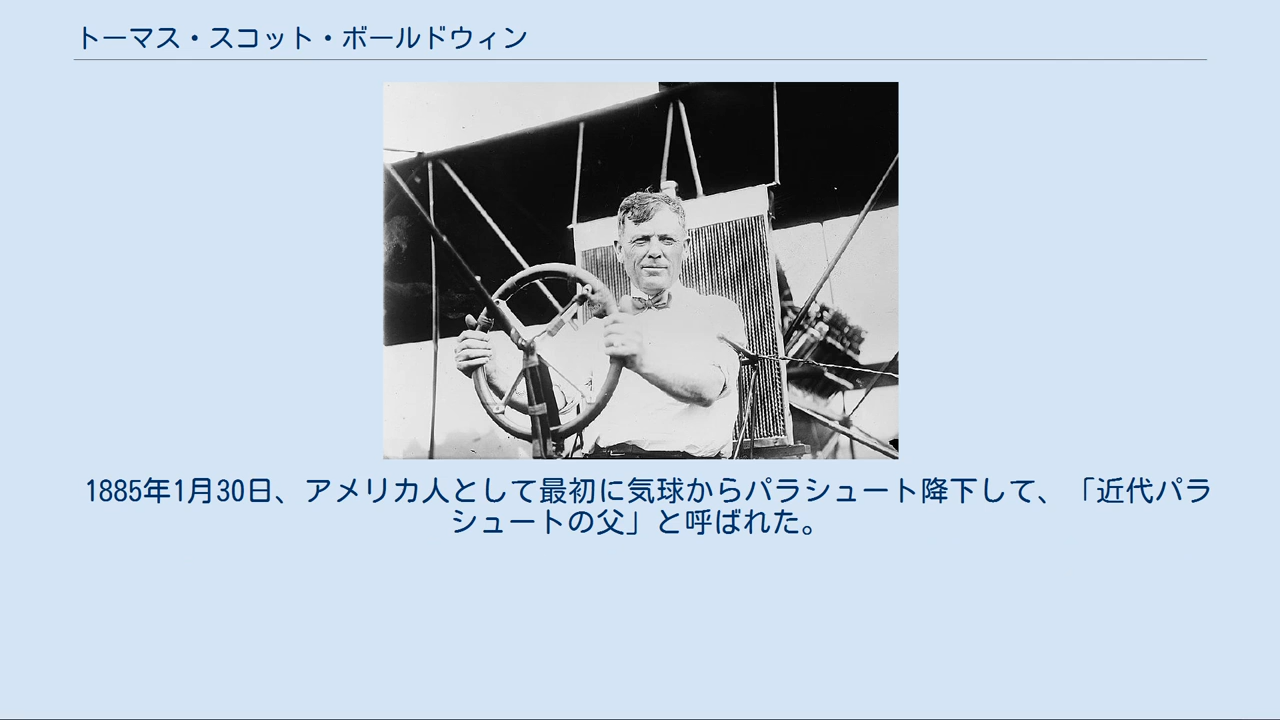 トーマス・スコット・ボールドウィン
1885年1月30日、アメリカ人として最初に気球からパラシュート降下して、「近代パラ
シュートの父」と呼ばれた。